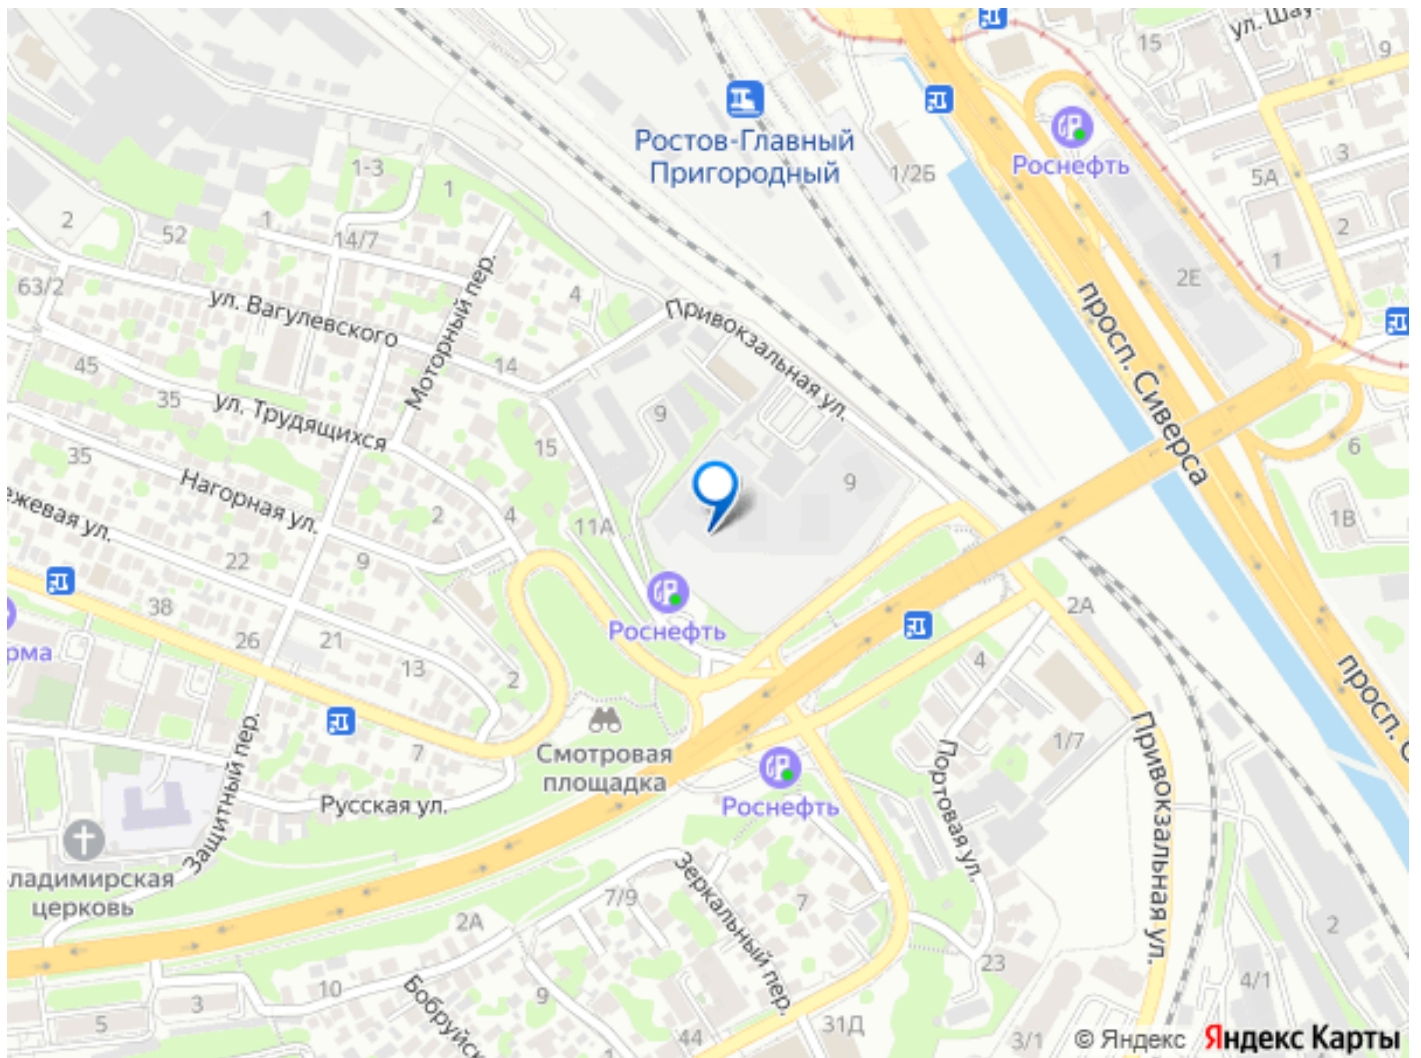 ул. Шау
15
9
Ростов-Главный
Пригородный
Роснефть
1/2Б
3
5А
1-3
1
2
52
1
14/7
2
1
2Е
63/2
4
ул. Вагулевского
Моторный пер.
Привокзальная ул.
просп. Сиверса
14
45
35
ул. Трудящихся
9
15
35
6
Нагорная ул.
9
ежевая ул.
2
4
11А
1В
22
9
38
Роснефть
2А
26
21
рма
13
2
4
просп. С
Защитный пер.
7
Смотровая
площадка
Привокзальная ул.
1/7
Портовая ул.
Русская ул.
Роснефть
ладимирская
церковь
7/9
Зеркальный пер.
7
2А
2
23
10
3
9
Бобруйск
4/1
5
44
31Д
3/1
© Яндекс Яндекс Карты